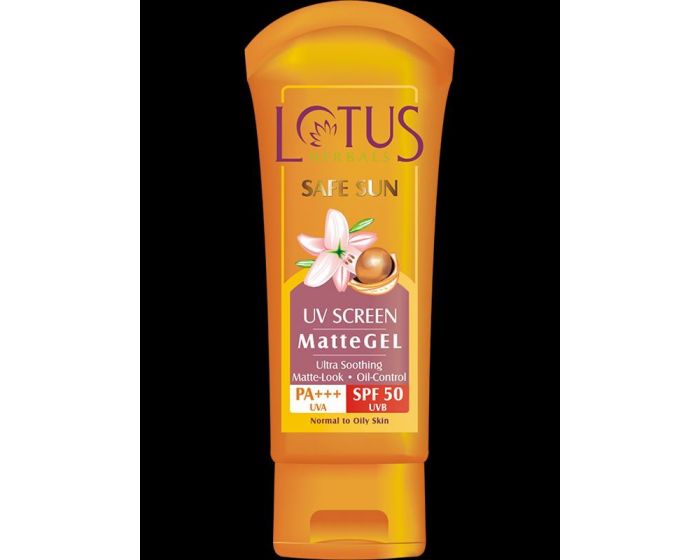 LOTUS
HERBALS
SAFE SUN
UV SCREEN
MatteGEL
Ultra Soothing
Matte-Look • Oil-Control
PA+++ SPF 50
UVA UVB
Normal to Oily Skin